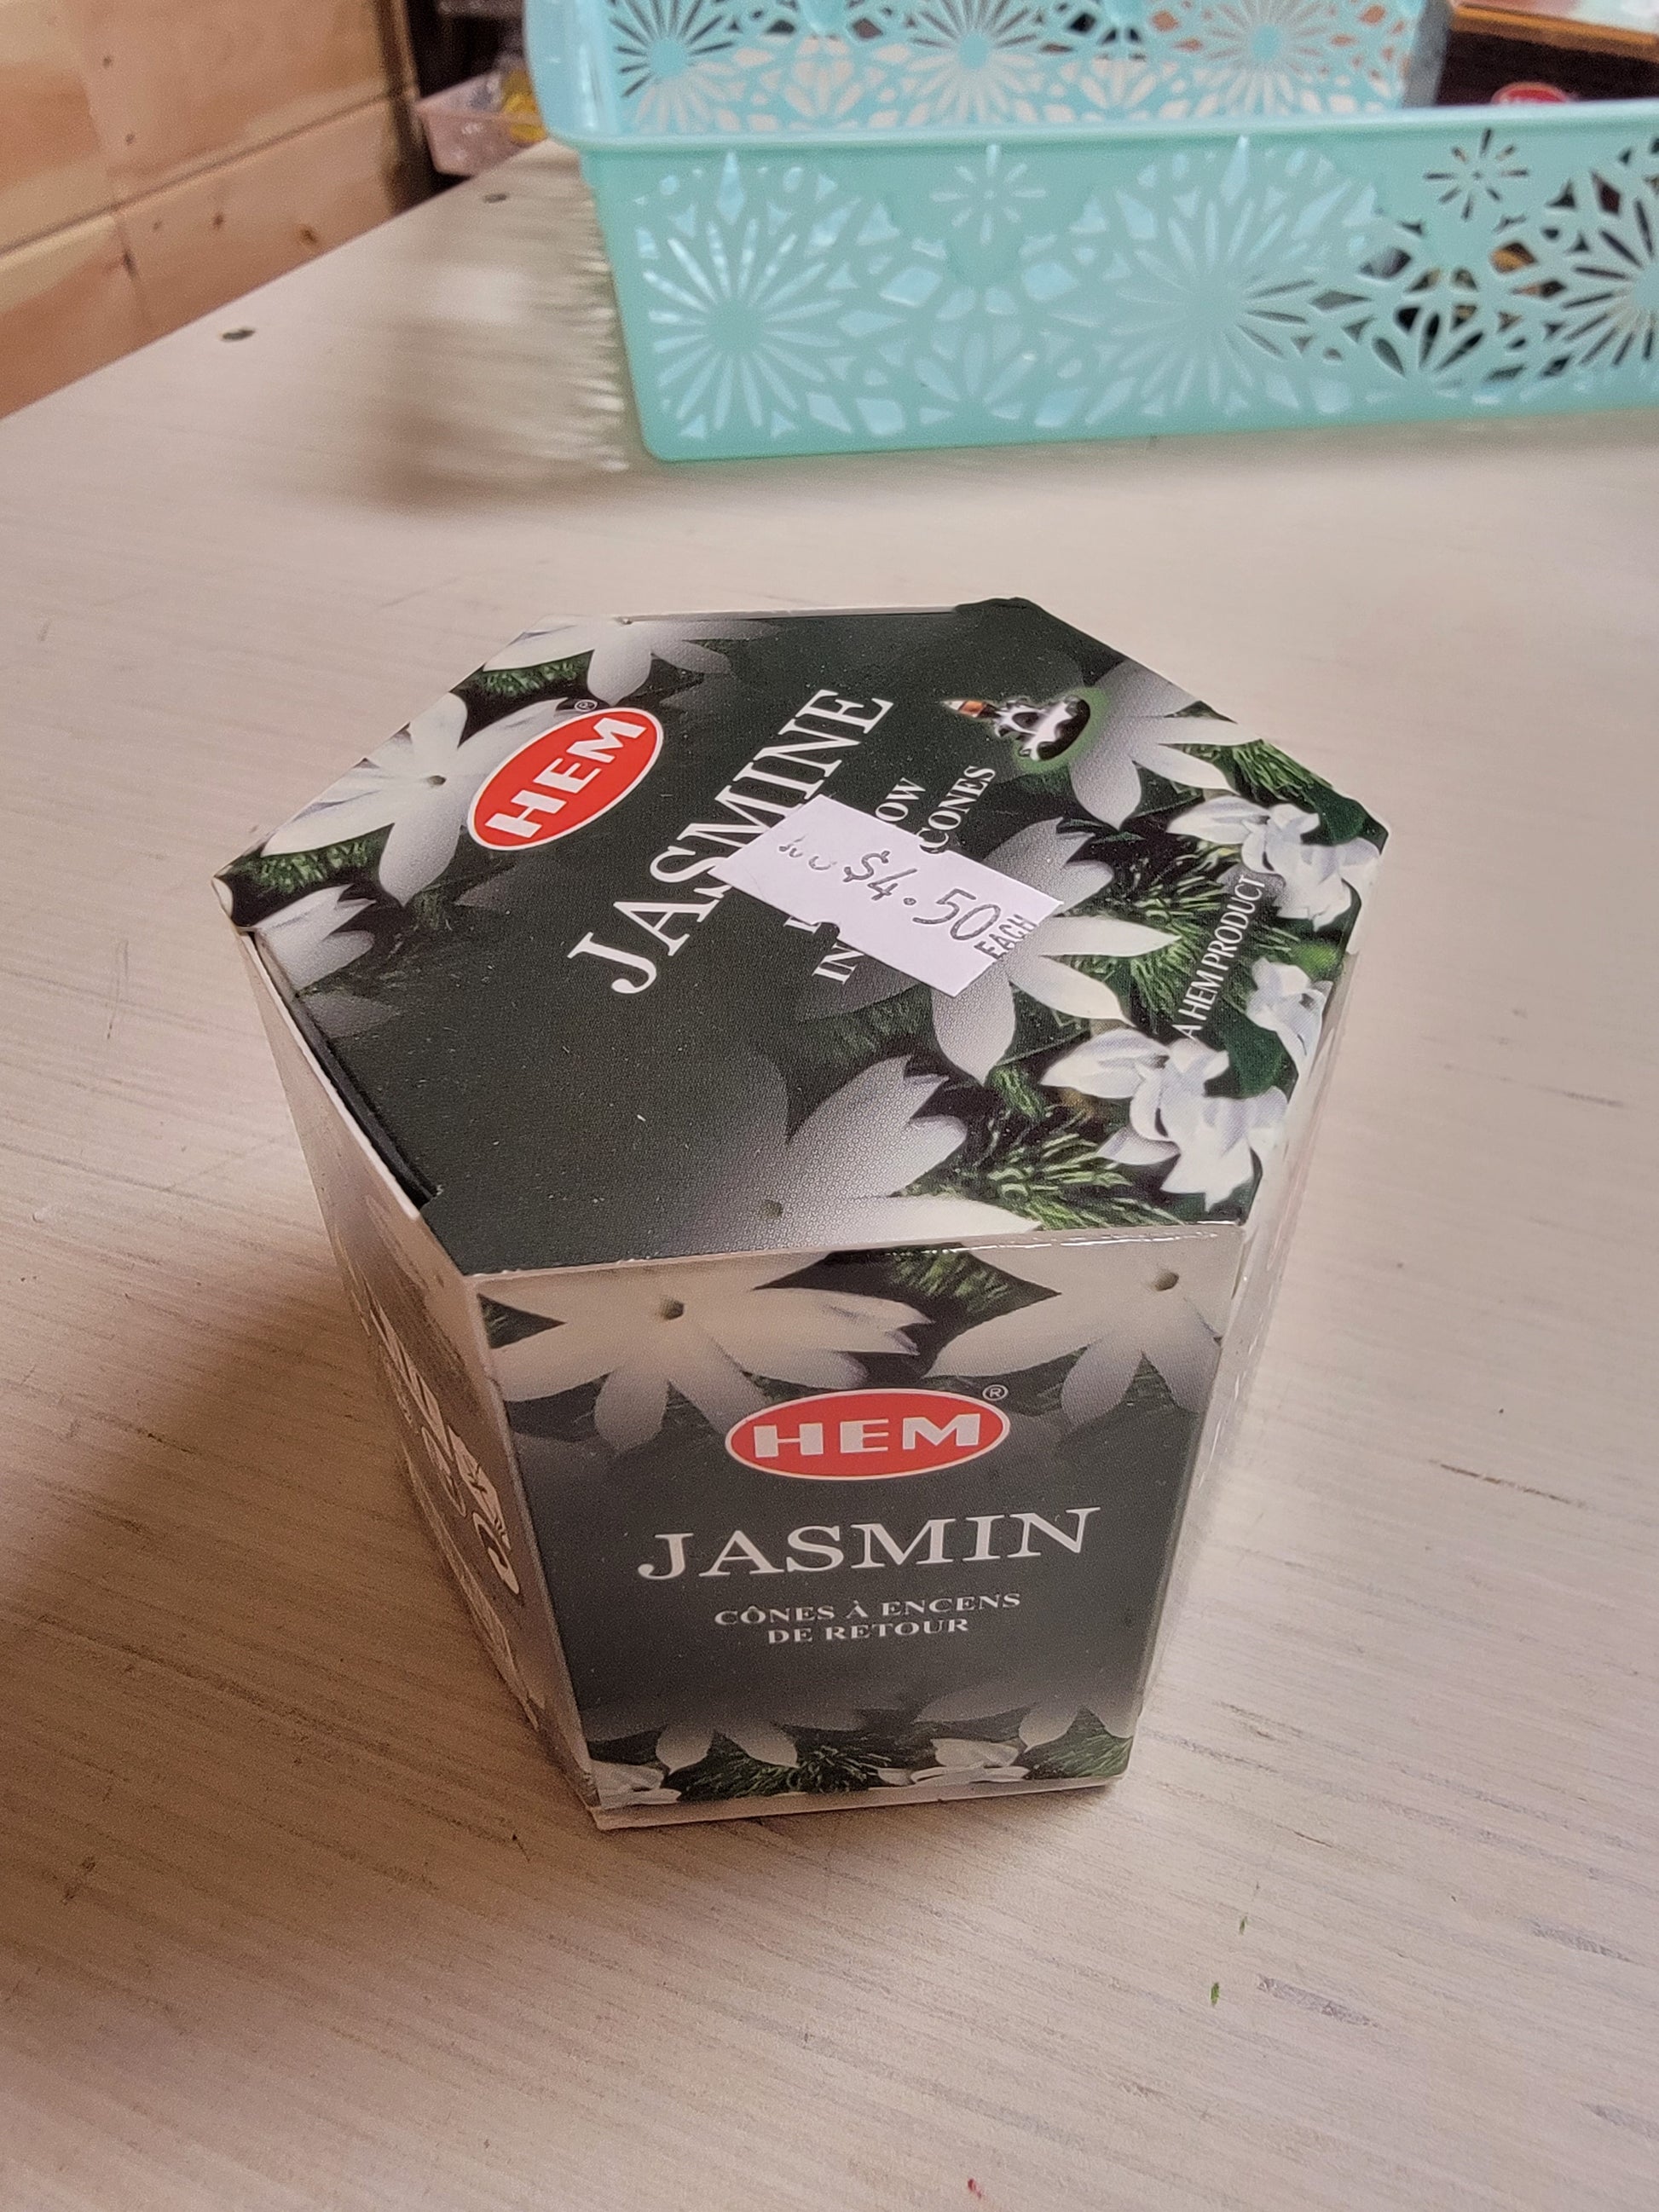 HEM®
JASMINE
OW
CONES
IN
$4.50
EACH
A HEM PRODUCT
HEM®
JASMIN
CÔNES À ENCENS
DE RETOUR